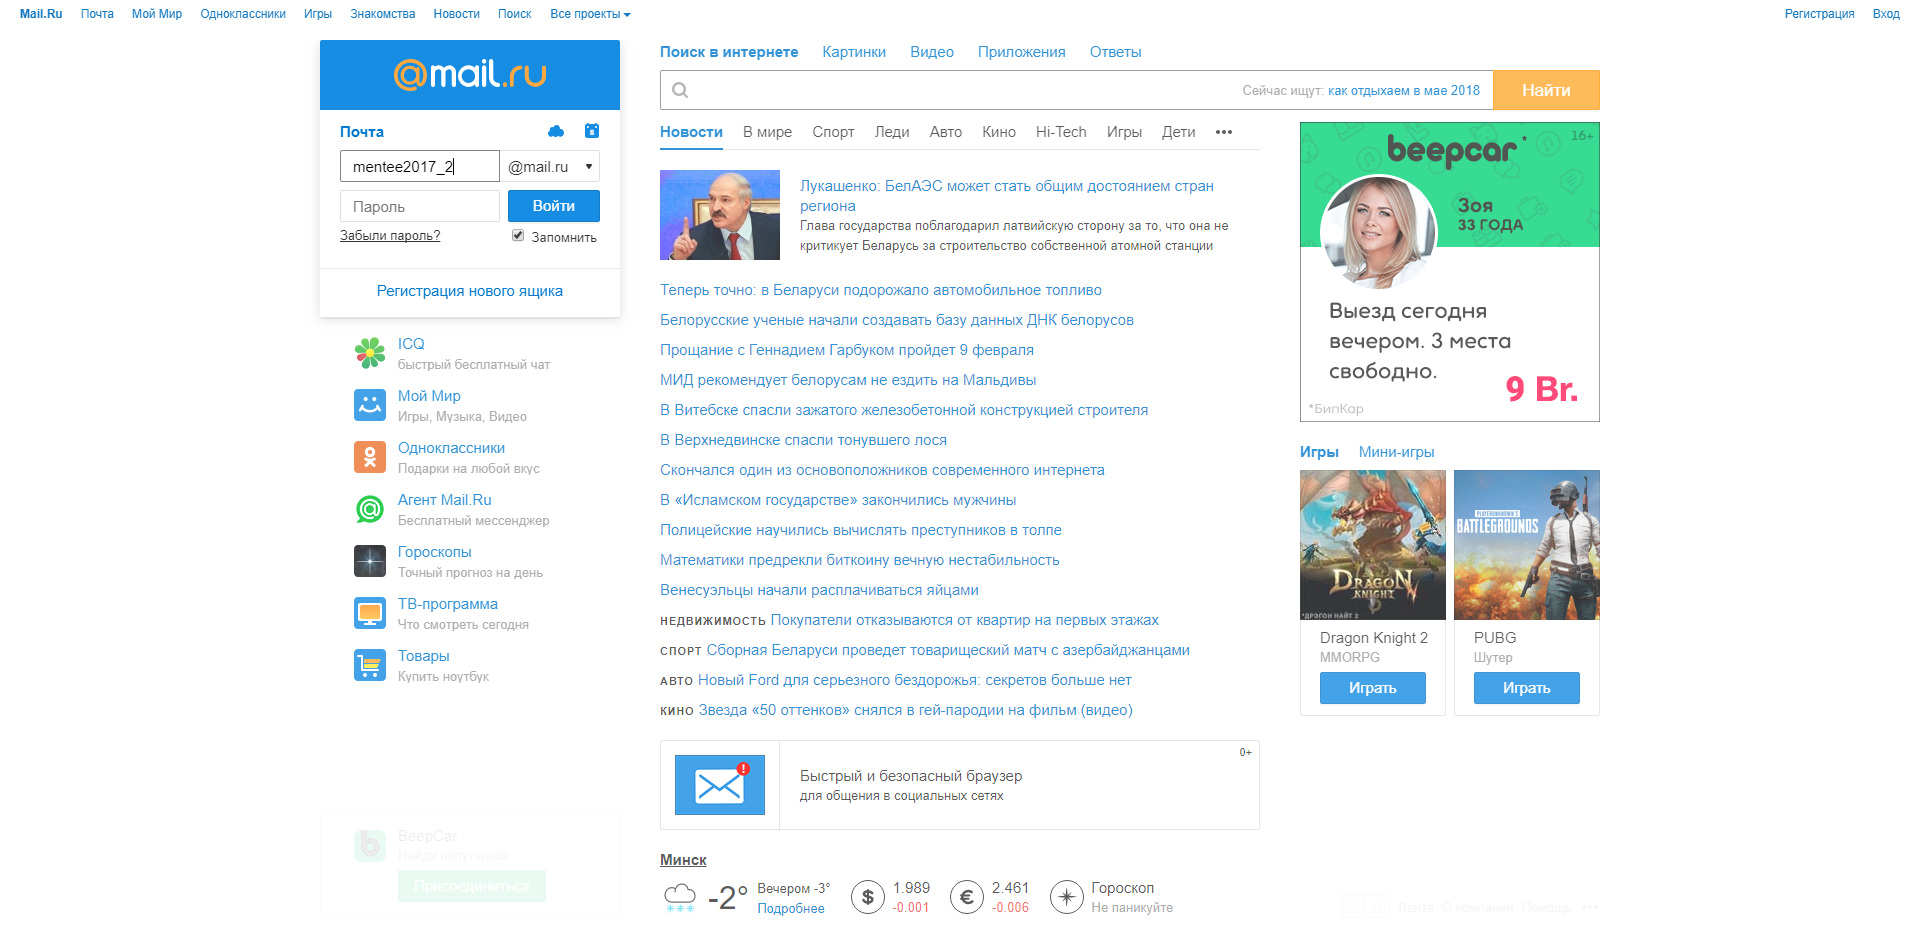 Mail.Ru Почта Мой Мир Одноклассники Игры Знакомства Новости Поиск Все проекты
Регистрация Вход
@mail.ru
Почта
8
mentee2017_2 @mail.ru
Пароль Войти
Забыли пароль? Запомнить
Регистрация нового ящика
ICQ
быстрый бесплатный чат
Мой Мир
Игры, Музыка, Видео
Одноклассники
Подарки на любой вкус
Агент Mail.Ru
Бесплатный мессенджер
Гороскопы
Точный прогноз на день
ТВ-программа
Что смотреть сегодня
Товары
Купить ноутбук
BeepCar
Найди попутчиков
Присоединиться
Поиск в интернете Картинки Видео Приложения Ответы
Сейчас ищут: как отдыхаем в мае 2018 Найти
Новости В мире Спорт Леди Авто Кино Hi-Tech Игры Дети •••
Лукашенко: БелАЭС может стать общим достоянием стран
региона
Глава государства поблагодарил латвийскую сторону за то, что она не
критикует Беларусь за строительство собственной атомной станции
Теперь точно: в Беларуси подорожало автомобильное топливо
Белорусские ученые начали создавать базу данных ДНК белорусов
Прощание с Геннадием Гарбуком пройдет 9 февраля
МИД рекомендует белорусам не ездить на Мальдивы
В Витебске спасли зажатого железобетонной конструкцией строителя
В Верхнедвинске спасли тонувшего лося
Скончался один из основоположников современного интернета
В «Исламском государстве» закончились мужчины
Полицейские научились вычислять преступников в толпе
Математики предрекли биткоину вечную нестабильность
Венесуэльцы начали расплачиваться яйцами
НЕДВИЖИМОСТЬ Покупатели отказываются от квартир на первых этажах
СПОРТ Сборная Беларуси проведет товарищеский матч с азербайджанцами
АВТО Новый Ford для серьезного бездорожья: секретов больше нет
КИНО Звезда «50 оттенков» снялся в гей-пародии на фильм (видео)
0+
Быстрый и безопасный браузер
для общения в социальных сетях
Минск
-2° Вечером -3°
Подробнее
$ 1.989
-0.001
€ 2.461
-0.006
Гороскоп
Не паникуйте
16+
beepcar*
Зоя
33 ГОДА
Выезд сегодня
вечером. 3 места
свободно.
9 Br.
*БипКар
Игры Мини-игры
DRAGON
KNIGHT
*ДРЭГОН НАЙТ 2
Dragon Knight 2
MMORPG
Играть
PLAYERUNKNOWN'S
BATTLEGROUNDS
PUBG
Шутер
Играть
Лента О компании Помощь •••